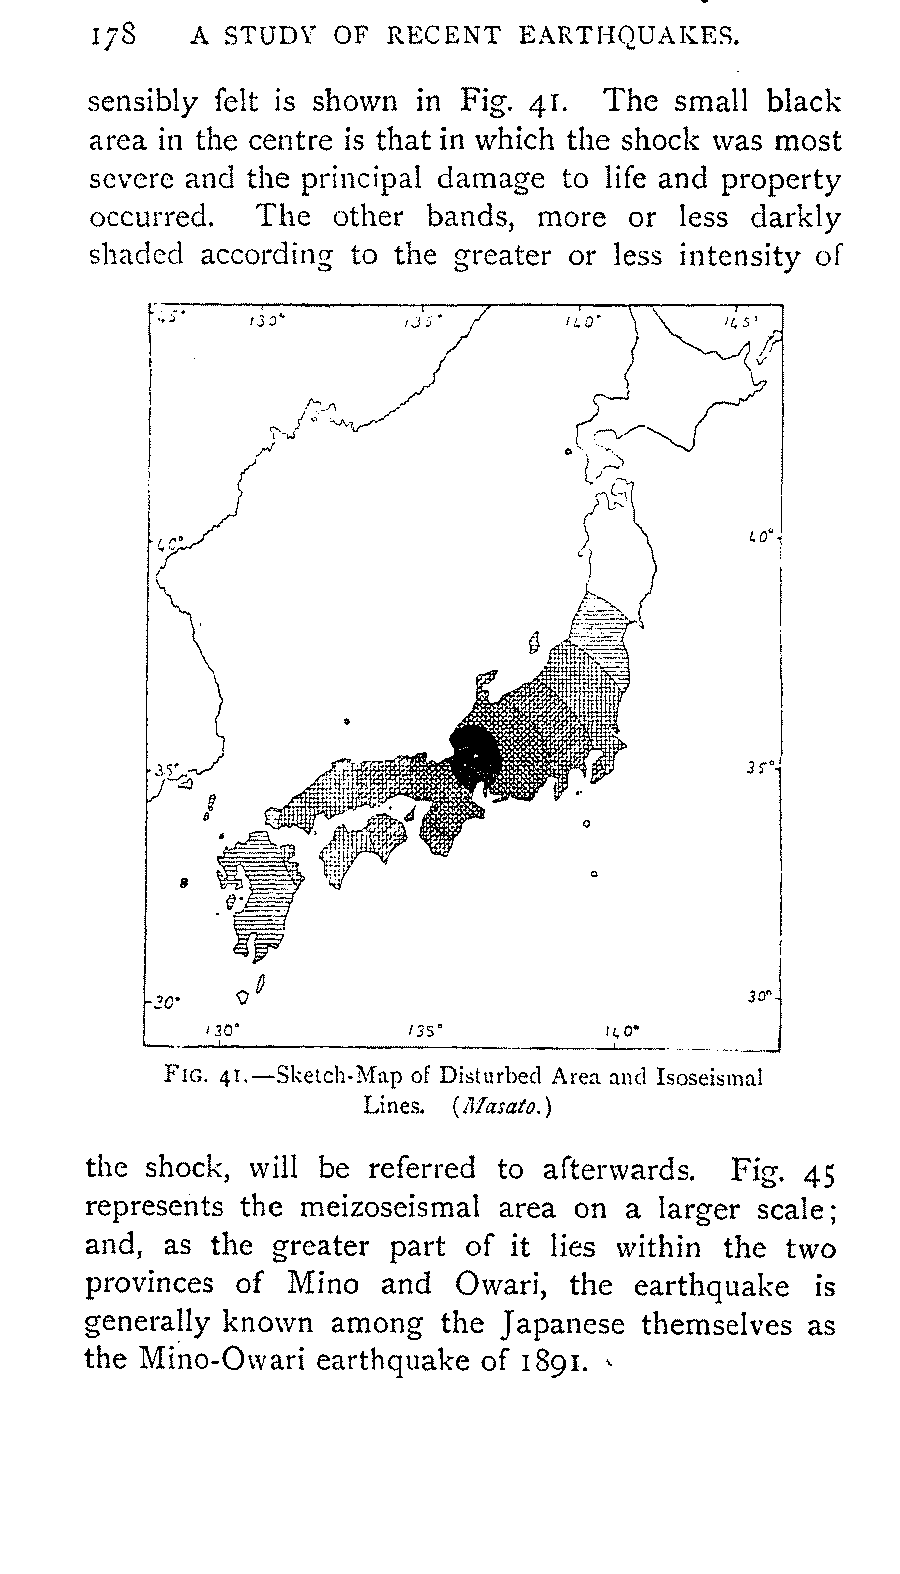 178 A STUDY OF RECENT EARTHQUAKES.
sensibly felt is shown in Fig. 41. The small black
area in the centre is that in which the shock was most
severe and the principal damage to life and property
occurred. The other bands, more or less darkly
shaded according to the greater or less intensity of
45° 130° 135° 140° 145°
40° 40°
35° 35°
30° 30°
130° 135° 140°
FIG. 41.—Sketch-Map of Disturbed Area and Isoseismal
Lines. (Masato.)
the shock, will be referred to afterwards. Fig. 45
represents the meizoseismal area on a larger scale;
and, as the greater part of it lies within the two
provinces of Mino and Owari, the earthquake is
generally known among the Japanese themselves as
the Mino-Owari earthquake of 1891.